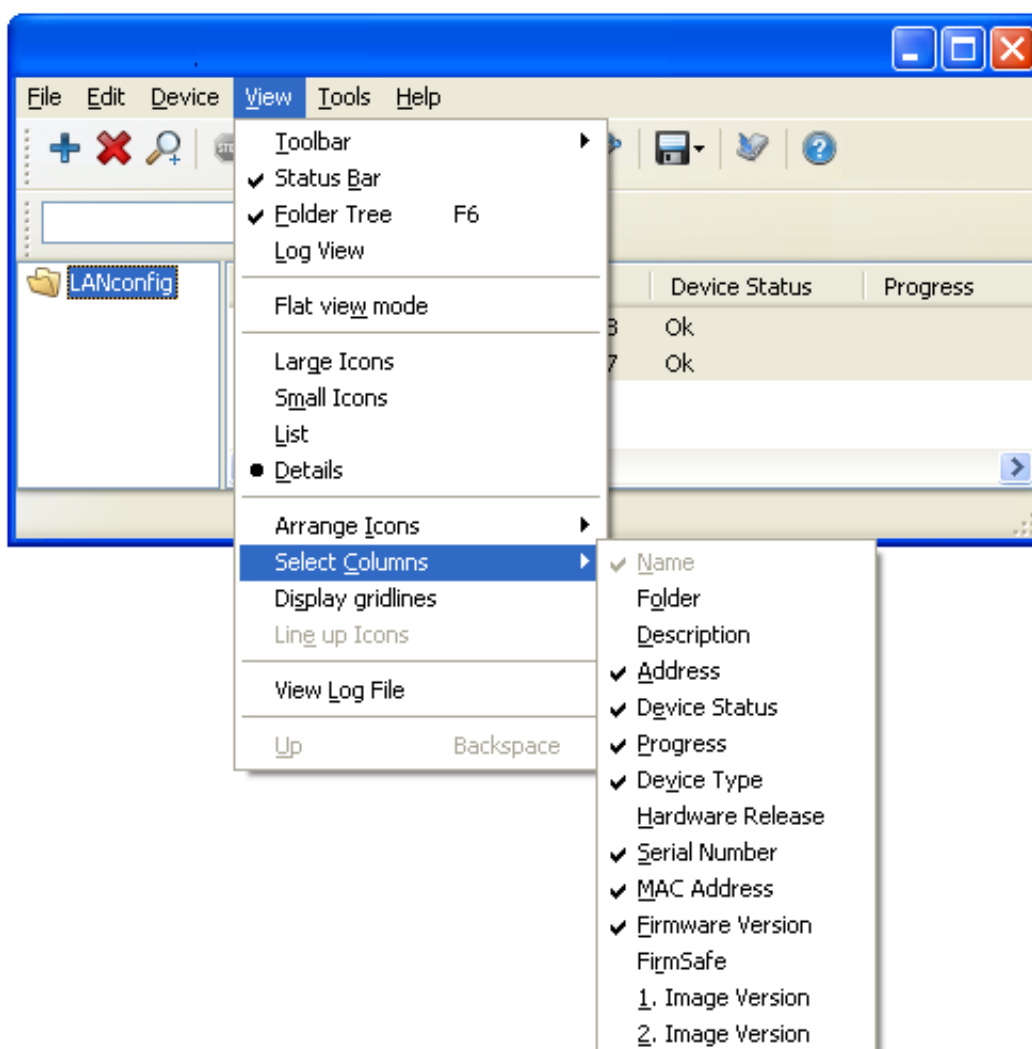 File Edit Device View Tools Help
Toolbar
Status Bar
Folder Tree F6
Log View
LANconfig
Device Status Progress
Flat view mode
8 Ok
7 Ok
Large Icons
Small Icons
List
Details
Arrange Icons
Select Columns
Display gridlines
Line up Icons
View Log File
Up Backspace
Name
Folder
Description
Address
Device Status
Progress
Device Type
Hardware Release
Serial Number
MAC Address
Firmware Version
FirmSafe
1. Image Version
2. Image Version